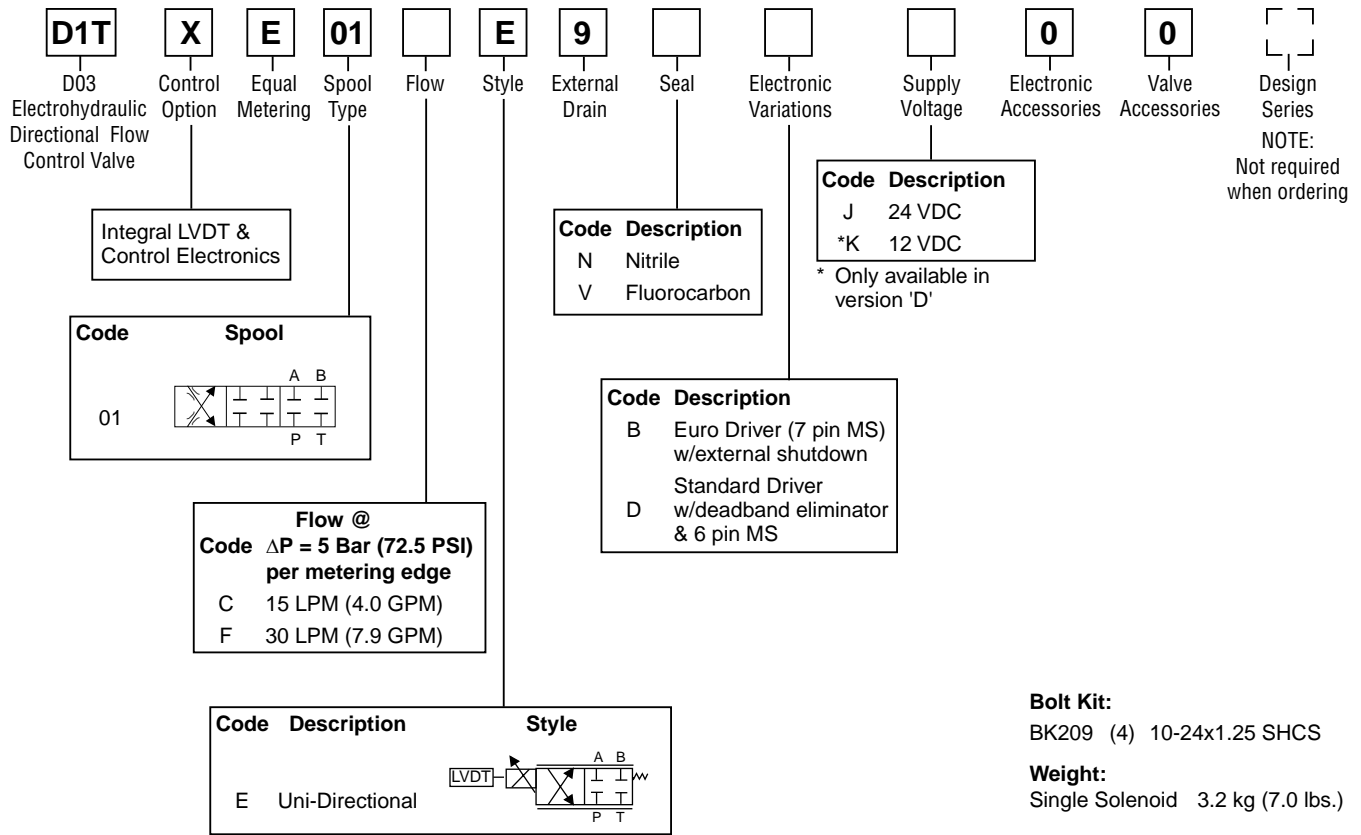 D1T X E 01 E 9 0 0
D03
Electrohydraulic
Directional Flow
Control Valve
Control
Option
Equal
Metering
Spool
Type
Flow
Style
External
Drain
Seal
Electronic
Variations
Supply
Voltage
Electronic
Accessories
Valve
Accessories
Design
Series
NOTE:
Not required
when ordering
Integral LVDT &
Control Electronics
Code Description
N Nitrile
V Fluorocarbon
Code Description
J 24 VDC
*K 12 VDC
* Only available in
version 'D'
Code Spool
A B
01
P T
Code Description
B Euro Driver (7 pin MS)
w/external shutdown
Standard Driver
D w/deadband eliminator
& 6 pin MS
Flow @
Code ΔP = 5 Bar (72.5 PSI)
per metering edge
C 15 LPM (4.0 GPM)
F 30 LPM (7.9 GPM)
Code Description Style
A B
LVDT
E Uni-Directional
P T
Bolt Kit:
BK209 (4) 10-24x1.25 SHCS
Weight:
Single Solenoid 3.2 kg (7.0 lbs.)